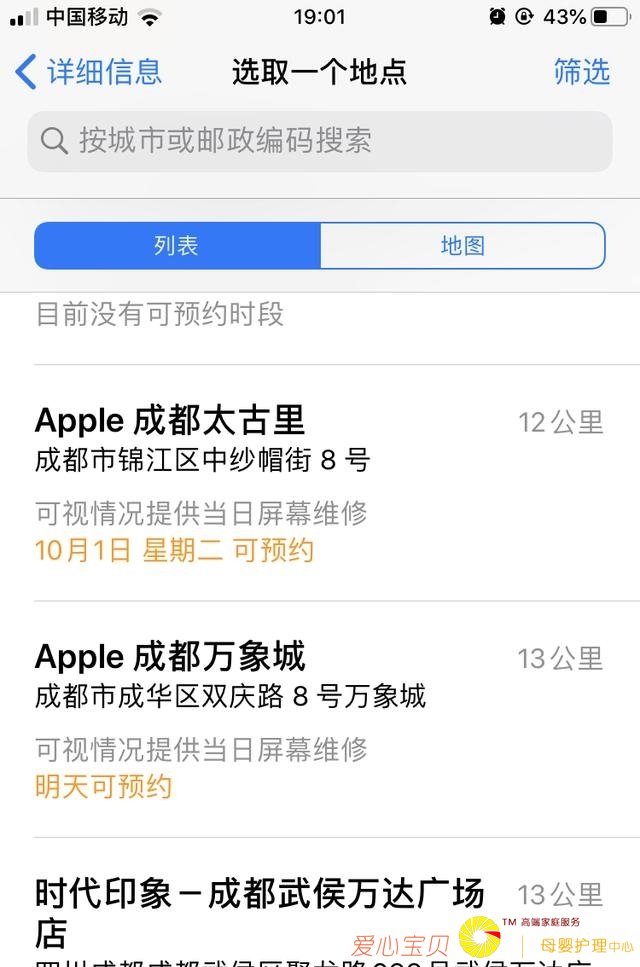 中国移动 19:01 43%
详细信息 选取一个地点 筛选
按城市或邮政编码搜索
列表 地图
目前没有可预约时段
Apple 成都太古里 12公里
成都市锦江区中纱帽街 8 号
可视情况提供当日屏幕维修
10月1日 星期二 可预约
Apple 成都万象城 13公里
成都市成华区双庆路 8 号万象城
可视情况提供当日屏幕维修
明天可预约
时代印象－成都武侯万达广场 13公里
店
TM 高端家庭服务
爱心宝贝 母婴护理中心